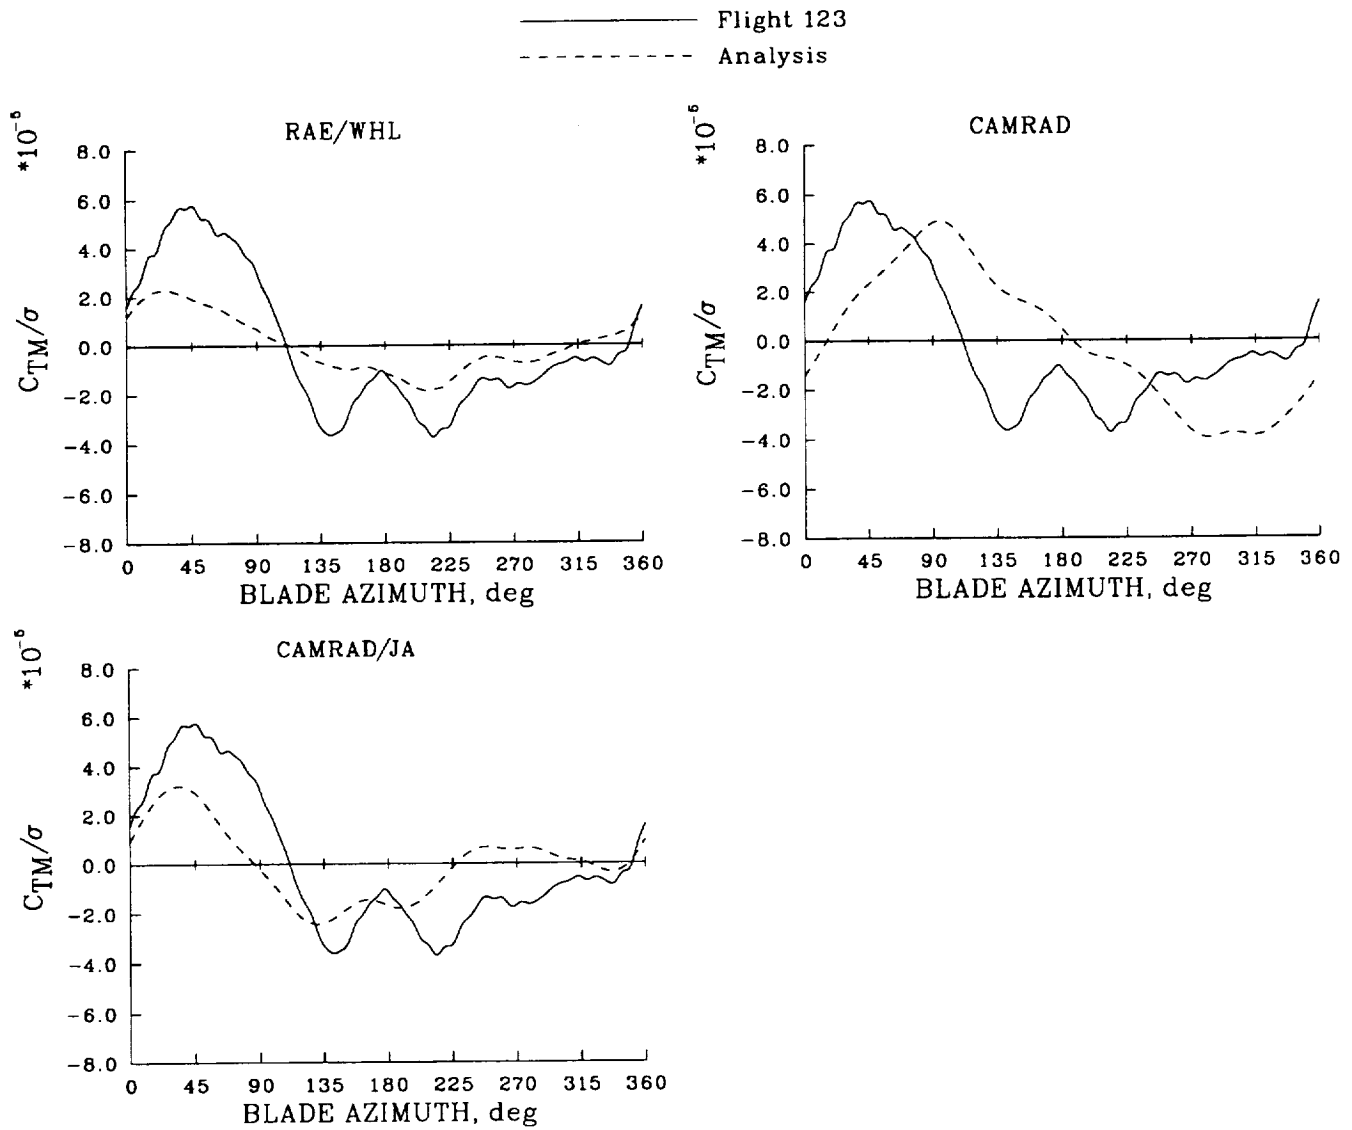 Flight 123
Analysis
RAE/WHL
*10⁻⁵
8.0
6.0
4.0
2.0
0.0
-2.0
-4.0
-6.0
-8.0
C_TM/σ
0 45 90 135 180 225 270 315 360
BLADE AZIMUTH, deg
CAMRAD
*10⁻⁵
8.0
6.0
4.0
2.0
0.0
-2.0
-4.0
-6.0
-8.0
C_TM/σ
0 45 90 135 180 225 270 315 360
BLADE AZIMUTH, deg
CAMRAD/JA
*10⁻⁵
8.0
6.0
4.0
2.0
0.0
-2.0
-4.0
-6.0
-8.0
C_TM/σ
0 45 90 135 180 225 270 315 360
BLADE AZIMUTH, deg